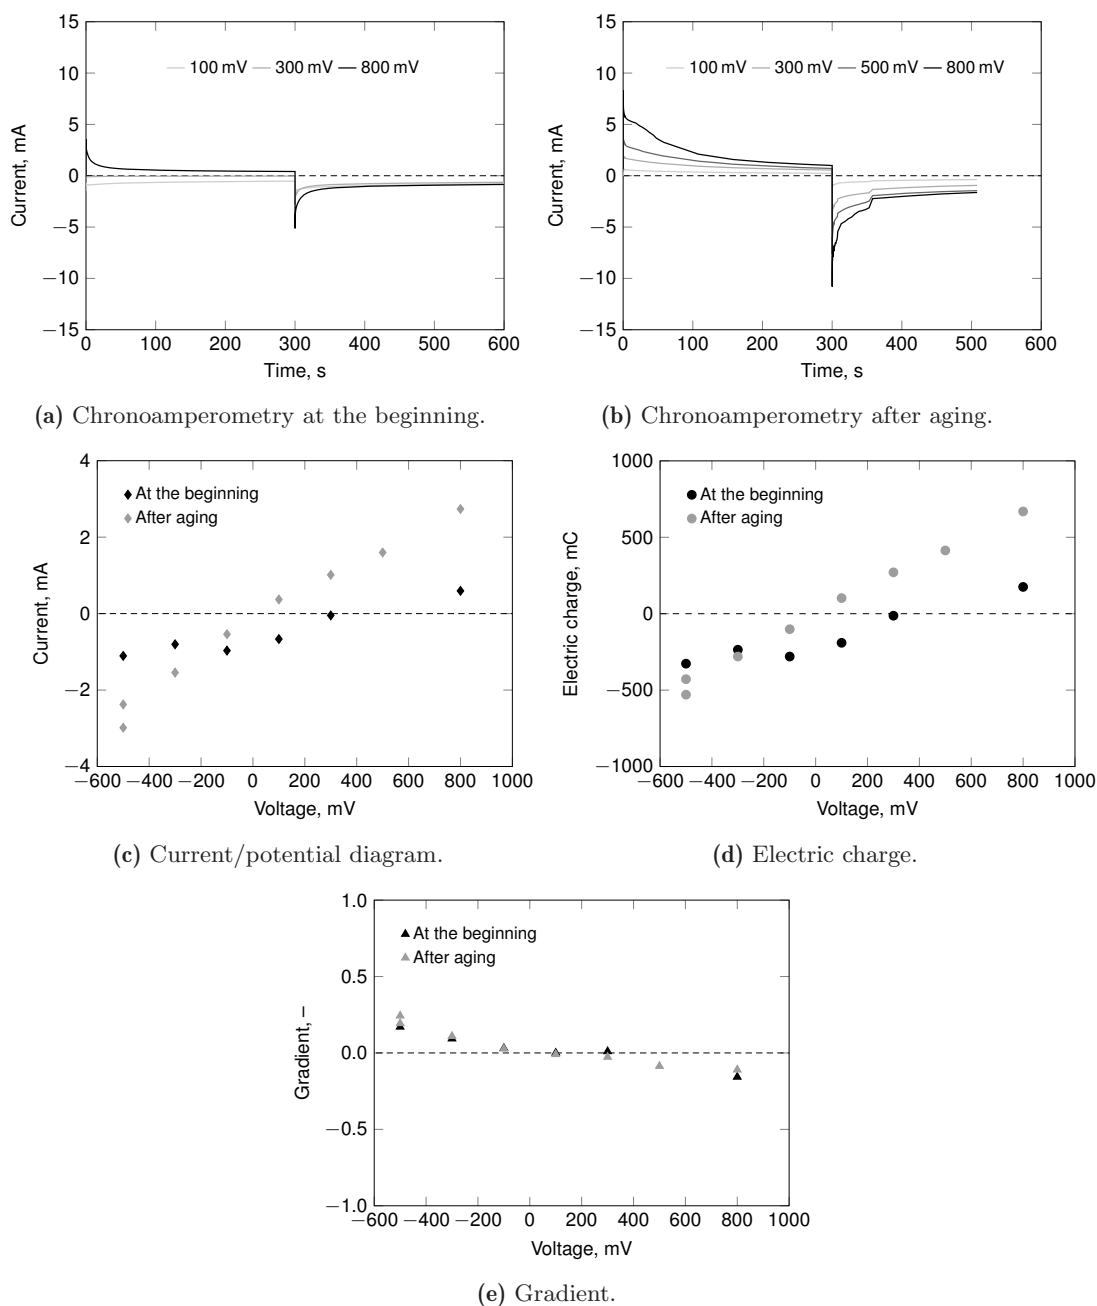 15
10
5
0
−5
−10
−15
Current, mA
100 mV 300 mV 800 mV
0 100 200 300 400 500 600
Time, s
(a) Chronoamperometry at the beginning.
15
10
5
0
−5
−10
−15
Current, mA
100 mV 300 mV 500 mV 800 mV
0 100 200 300 400 500 600
Time, s
(b) Chronoamperometry after aging.
4
2
0
−2
−4
Current, mA
At the beginning
After aging
−600 −400 −200 0 200 400 600 800 1000
Voltage, mV
(c) Current/potential diagram.
1000
500
0
−500
−1000
Electric charge, mC
At the beginning
After aging
−600 −400 −200 0 200 400 600 800 1000
Voltage, mV
(d) Electric charge.
1.0
0.5
0.0
−0.5
−1.0
Gradient, –
At the beginning
After aging
−600 −400 −200 0 200 400 600 800 1000
Voltage, mV
(e) Gradient.